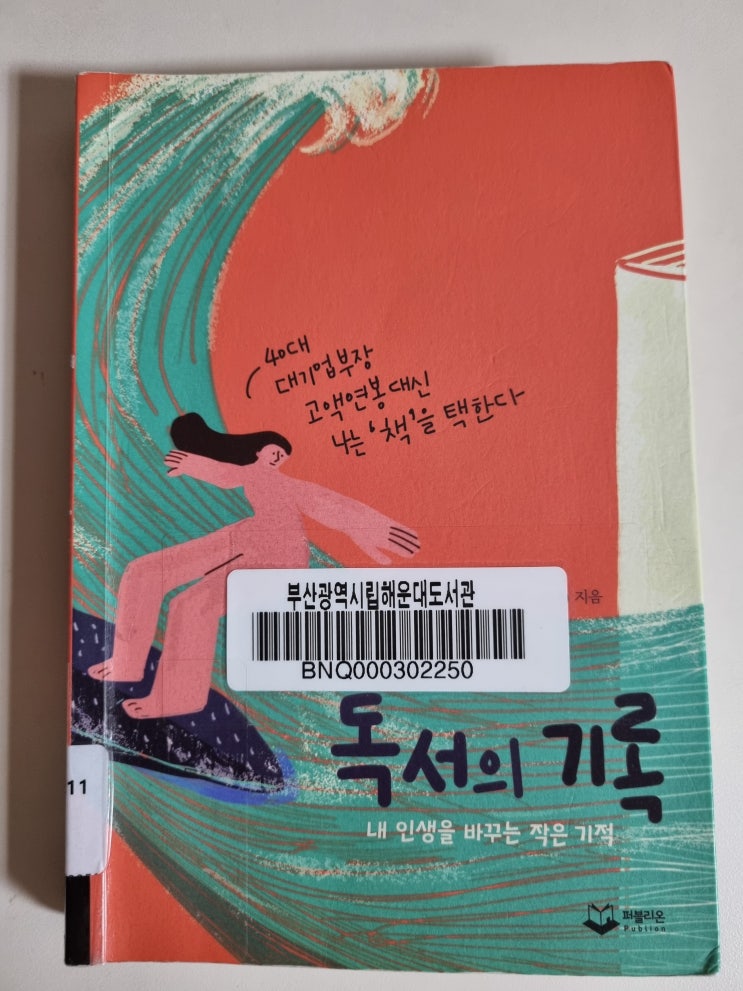 40대
대기업 부장
고액연봉 대신
나는 '책'을 택한다
지음
부산광역시립해운대도서관
BNQ000302250
독서의 기록
11
내 인생을 바꾸는 작은 기적
퍼블리온
Publion